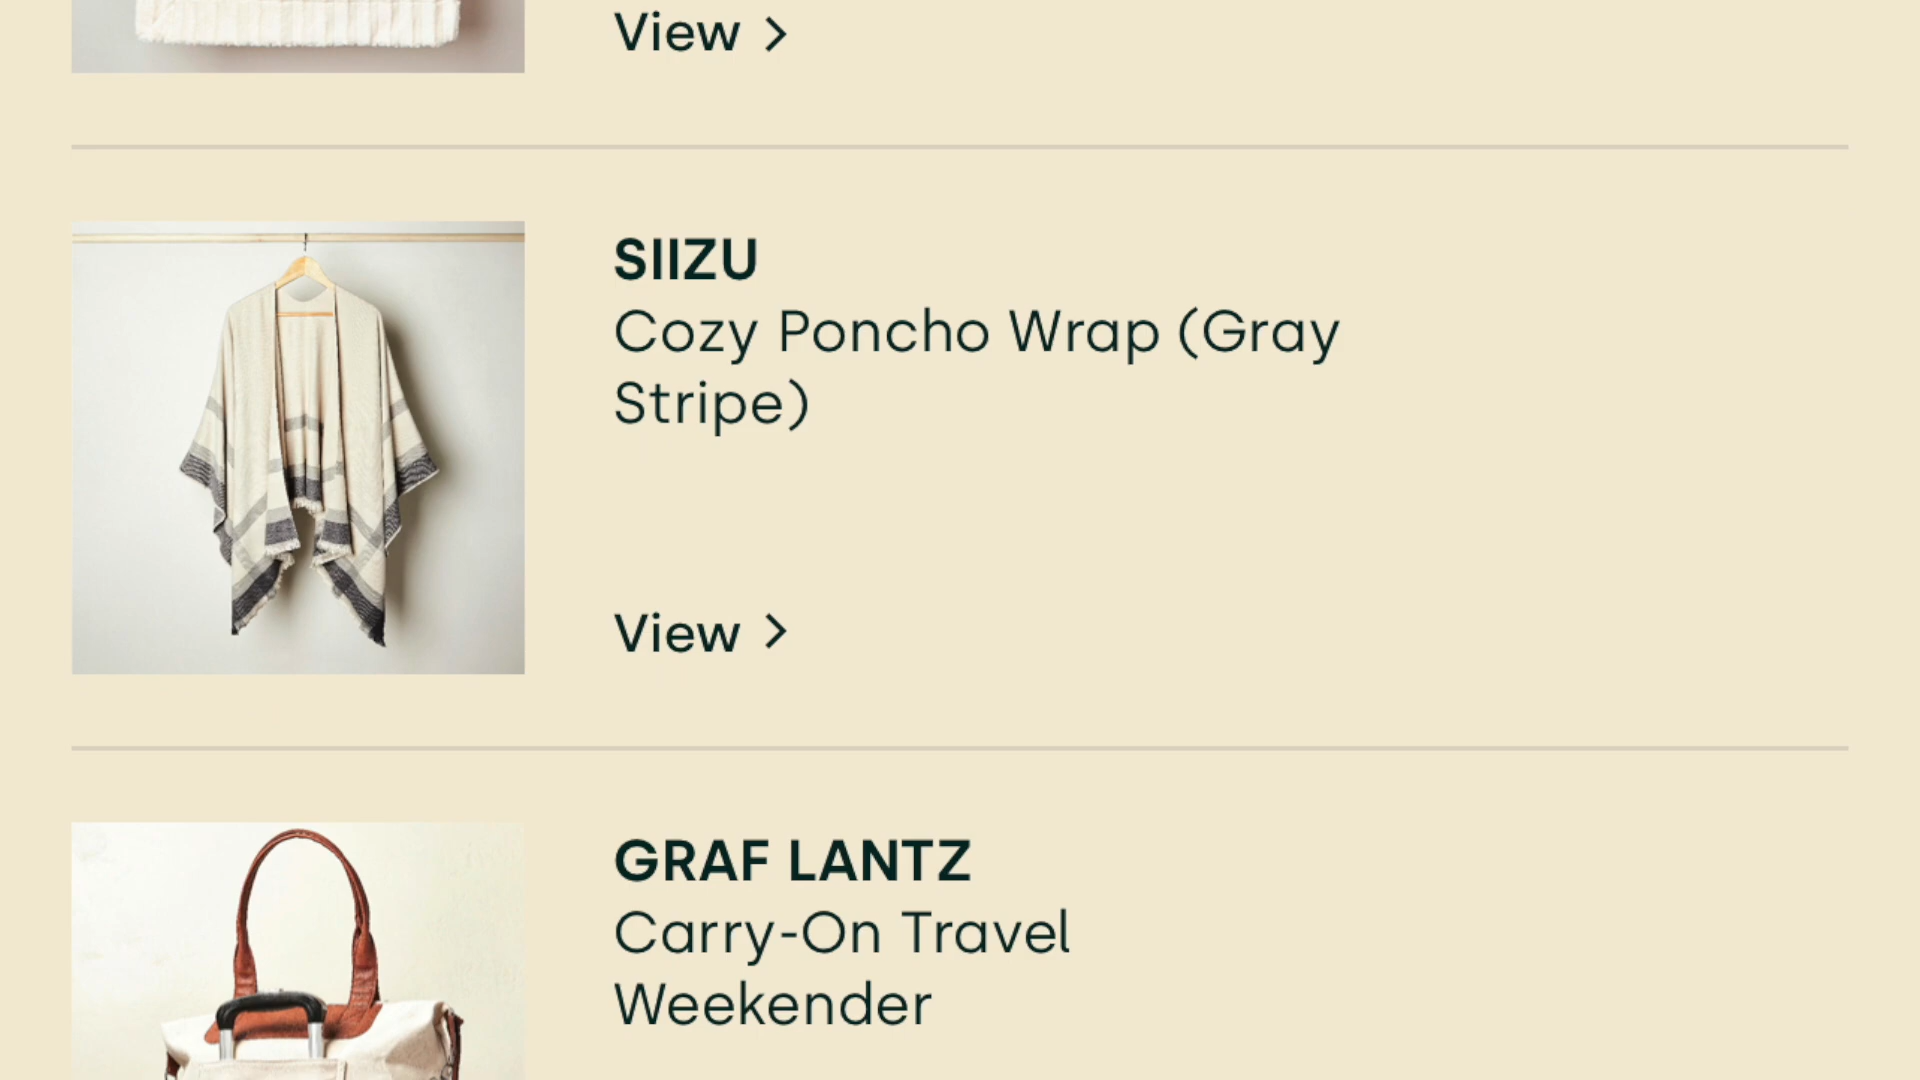 View
SIIZU
Cozy Poncho Wrap (Gray
Stripe)
View
GRAF LANTZ
Carry-On Travel
Weekender